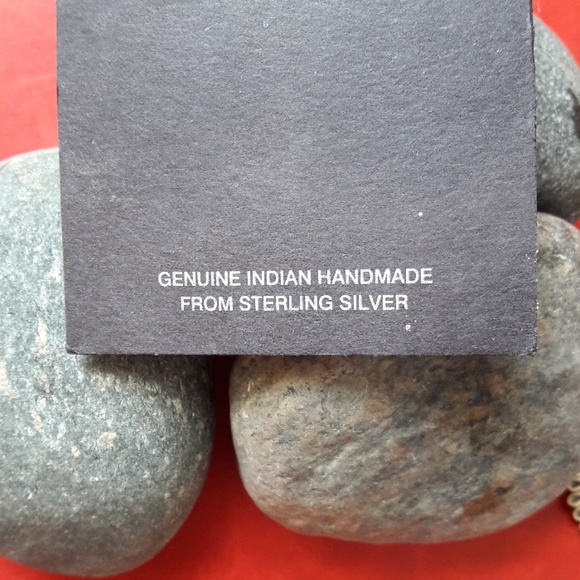 GENUINE INDIAN HANDMADE
FROM STERLING SILVER